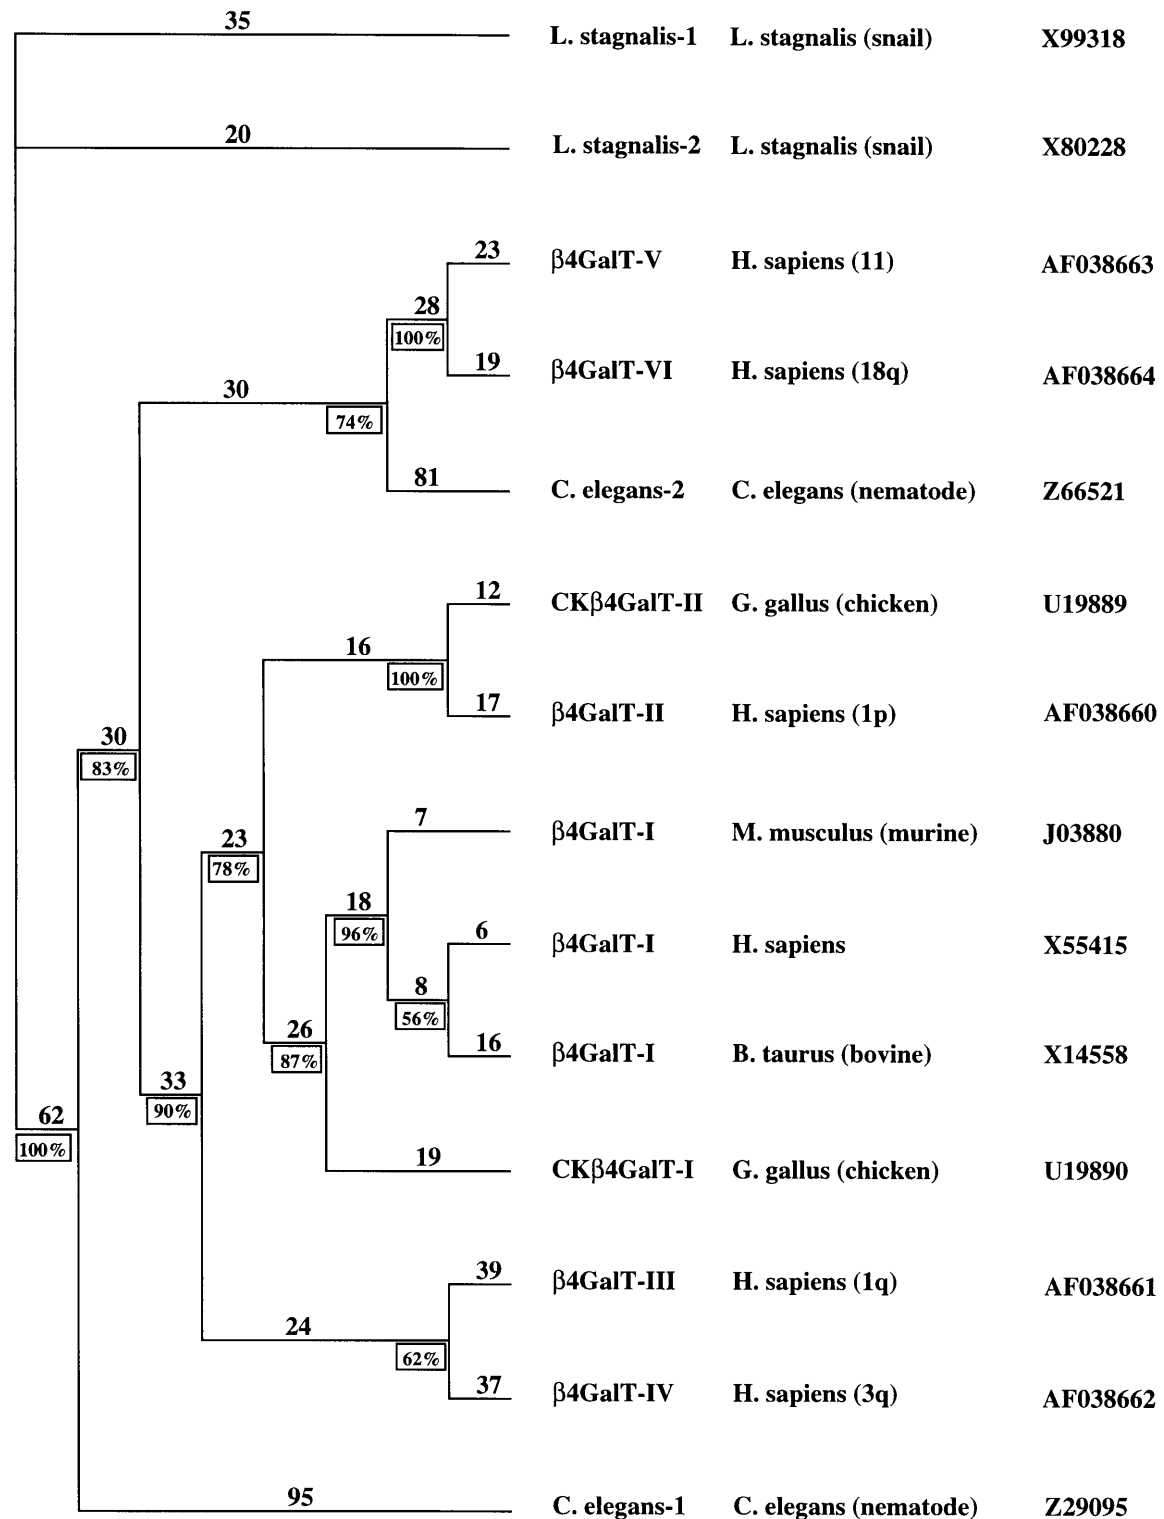 35
L. stagnalis-1 L. stagnalis (snail) X99318
20
L. stagnalis-2 L. stagnalis (snail) X80228
23
β4GalT-V H. sapiens (11) AF038663
28
100%
19
β4GalT-VI H. sapiens (18q) AF038664
30
74%
81
C. elegans-2 C. elegans (nematode) Z66521
12
CKβ4GalT-II G. gallus (chicken) U19889
16
100%
17
β4GalT-II H. sapiens (1p) AF038660
30
83%
7
β4GalT-I M. musculus (murine) J03880
23
78%
18
96%
6
β4GalT-I H. sapiens X55415
8
56%
26
87%
16
β4GalT-I B. taurus (bovine) X14558
33
90%
62
100%
19
CKβ4GalT-I G. gallus (chicken) U19890
39
β4GalT-III H. sapiens (1q) AF038661
24
62%
37
β4GalT-IV H. sapiens (3q) AF038662
95
C. elegans-1 C. elegans (nematode) Z29095